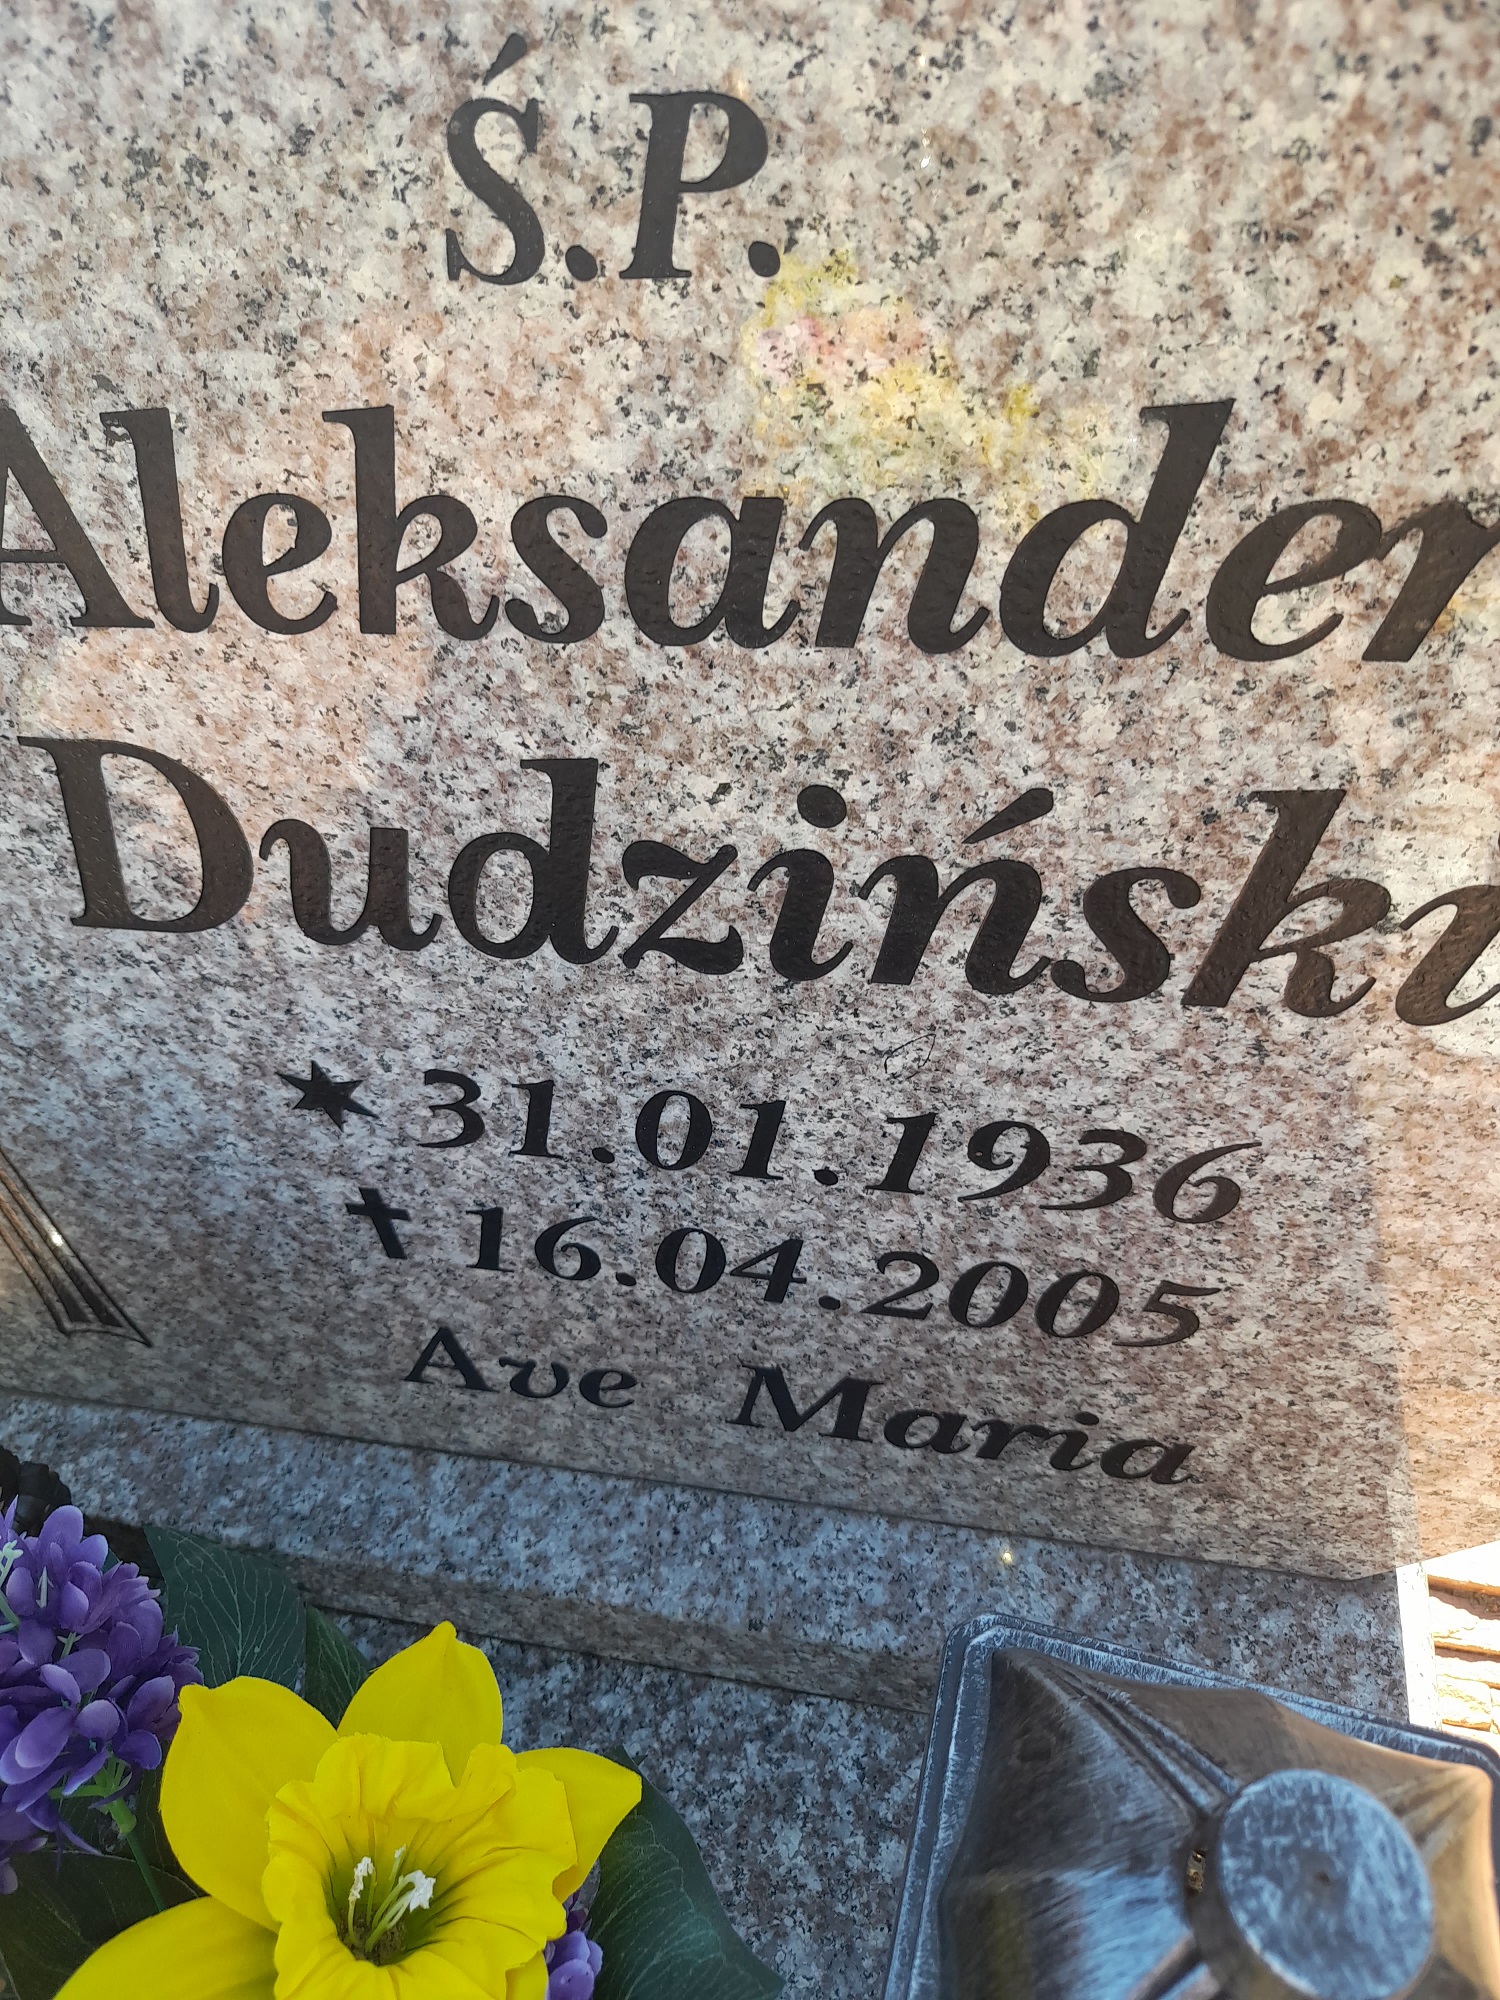 Ś.P.
Aleksander
Dudziński
★ 31.01.1936
✝ 16.04.2005
Ave Maria